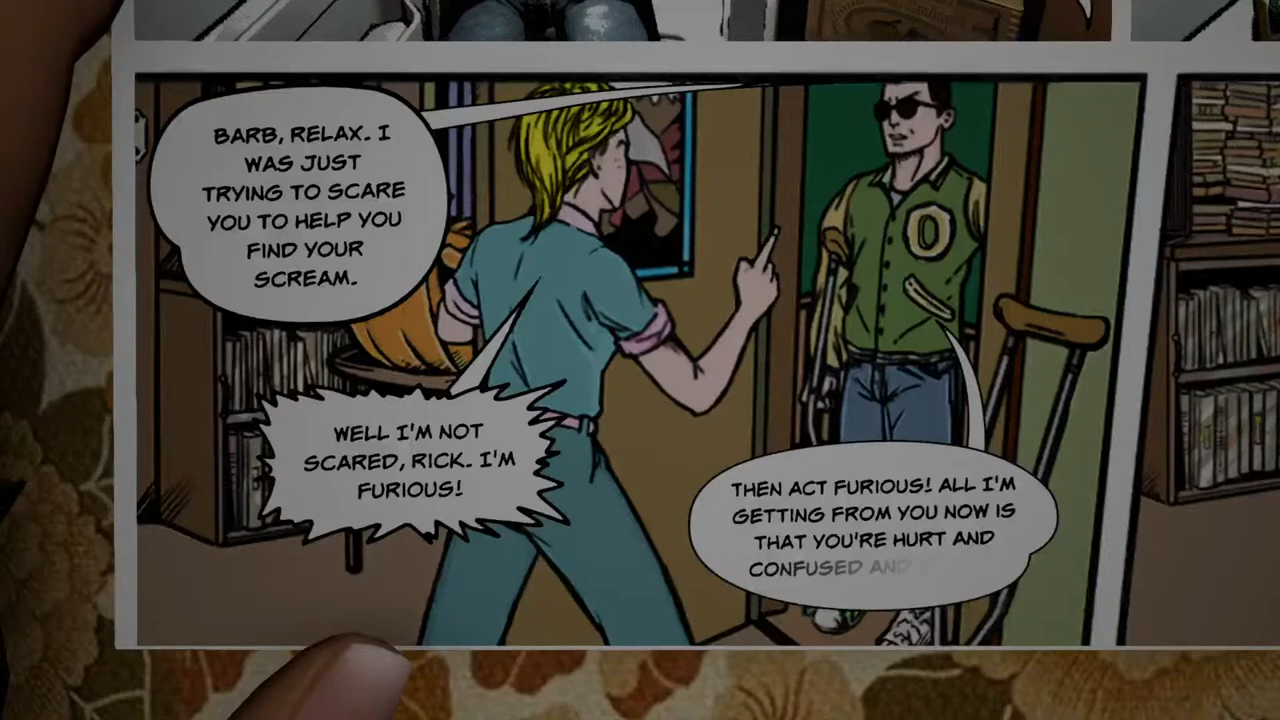 BARB, RELAX. I
WAS JUST
TRYING TO SCARE
YOU TO HELP YOU
FIND YOUR
SCREAM.
O
WELL I'M NOT
SCARED, RICK. I'M
FURIOUS!
THEN ACT FURIOUS! ALL I'M
GETTING FROM YOU NOW IS
THAT YOU'RE HURT AND
CONFUSED AND